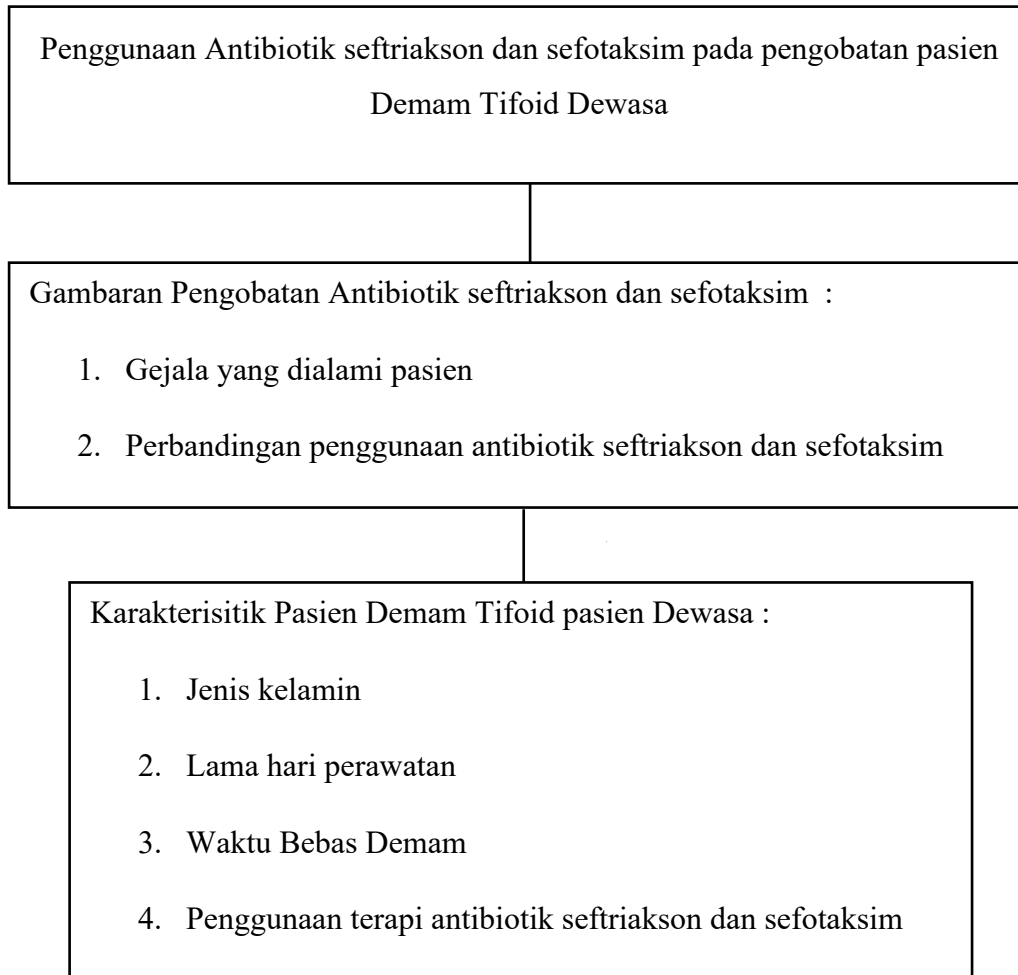 Penggunaan Antibiotik seftriakson dan sefotaksim pada pengobatan pasien
Demam Tifoid Dewasa
Gambaran Pengobatan Antibiotik seftriakson dan sefotaksim :
1. Gejala yang dialami pasien
2. Perbandingan penggunaan antibiotik seftriakson dan sefotaksim
Karakterisitik Pasien Demam Tifoid pasien Dewasa :
1. Jenis kelamin
2. Lama hari perawatan
3. Waktu Bebas Demam
4. Penggunaan terapi antibiotik seftriakson dan sefotaksim